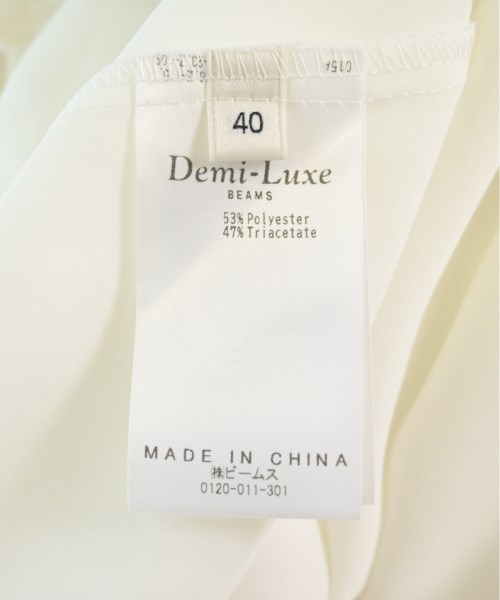 40
Demi-Luxe
BEAMS
53% Polyester
47% Triacetate
MADE IN CHINA
㈱ビームス
0120-011-301